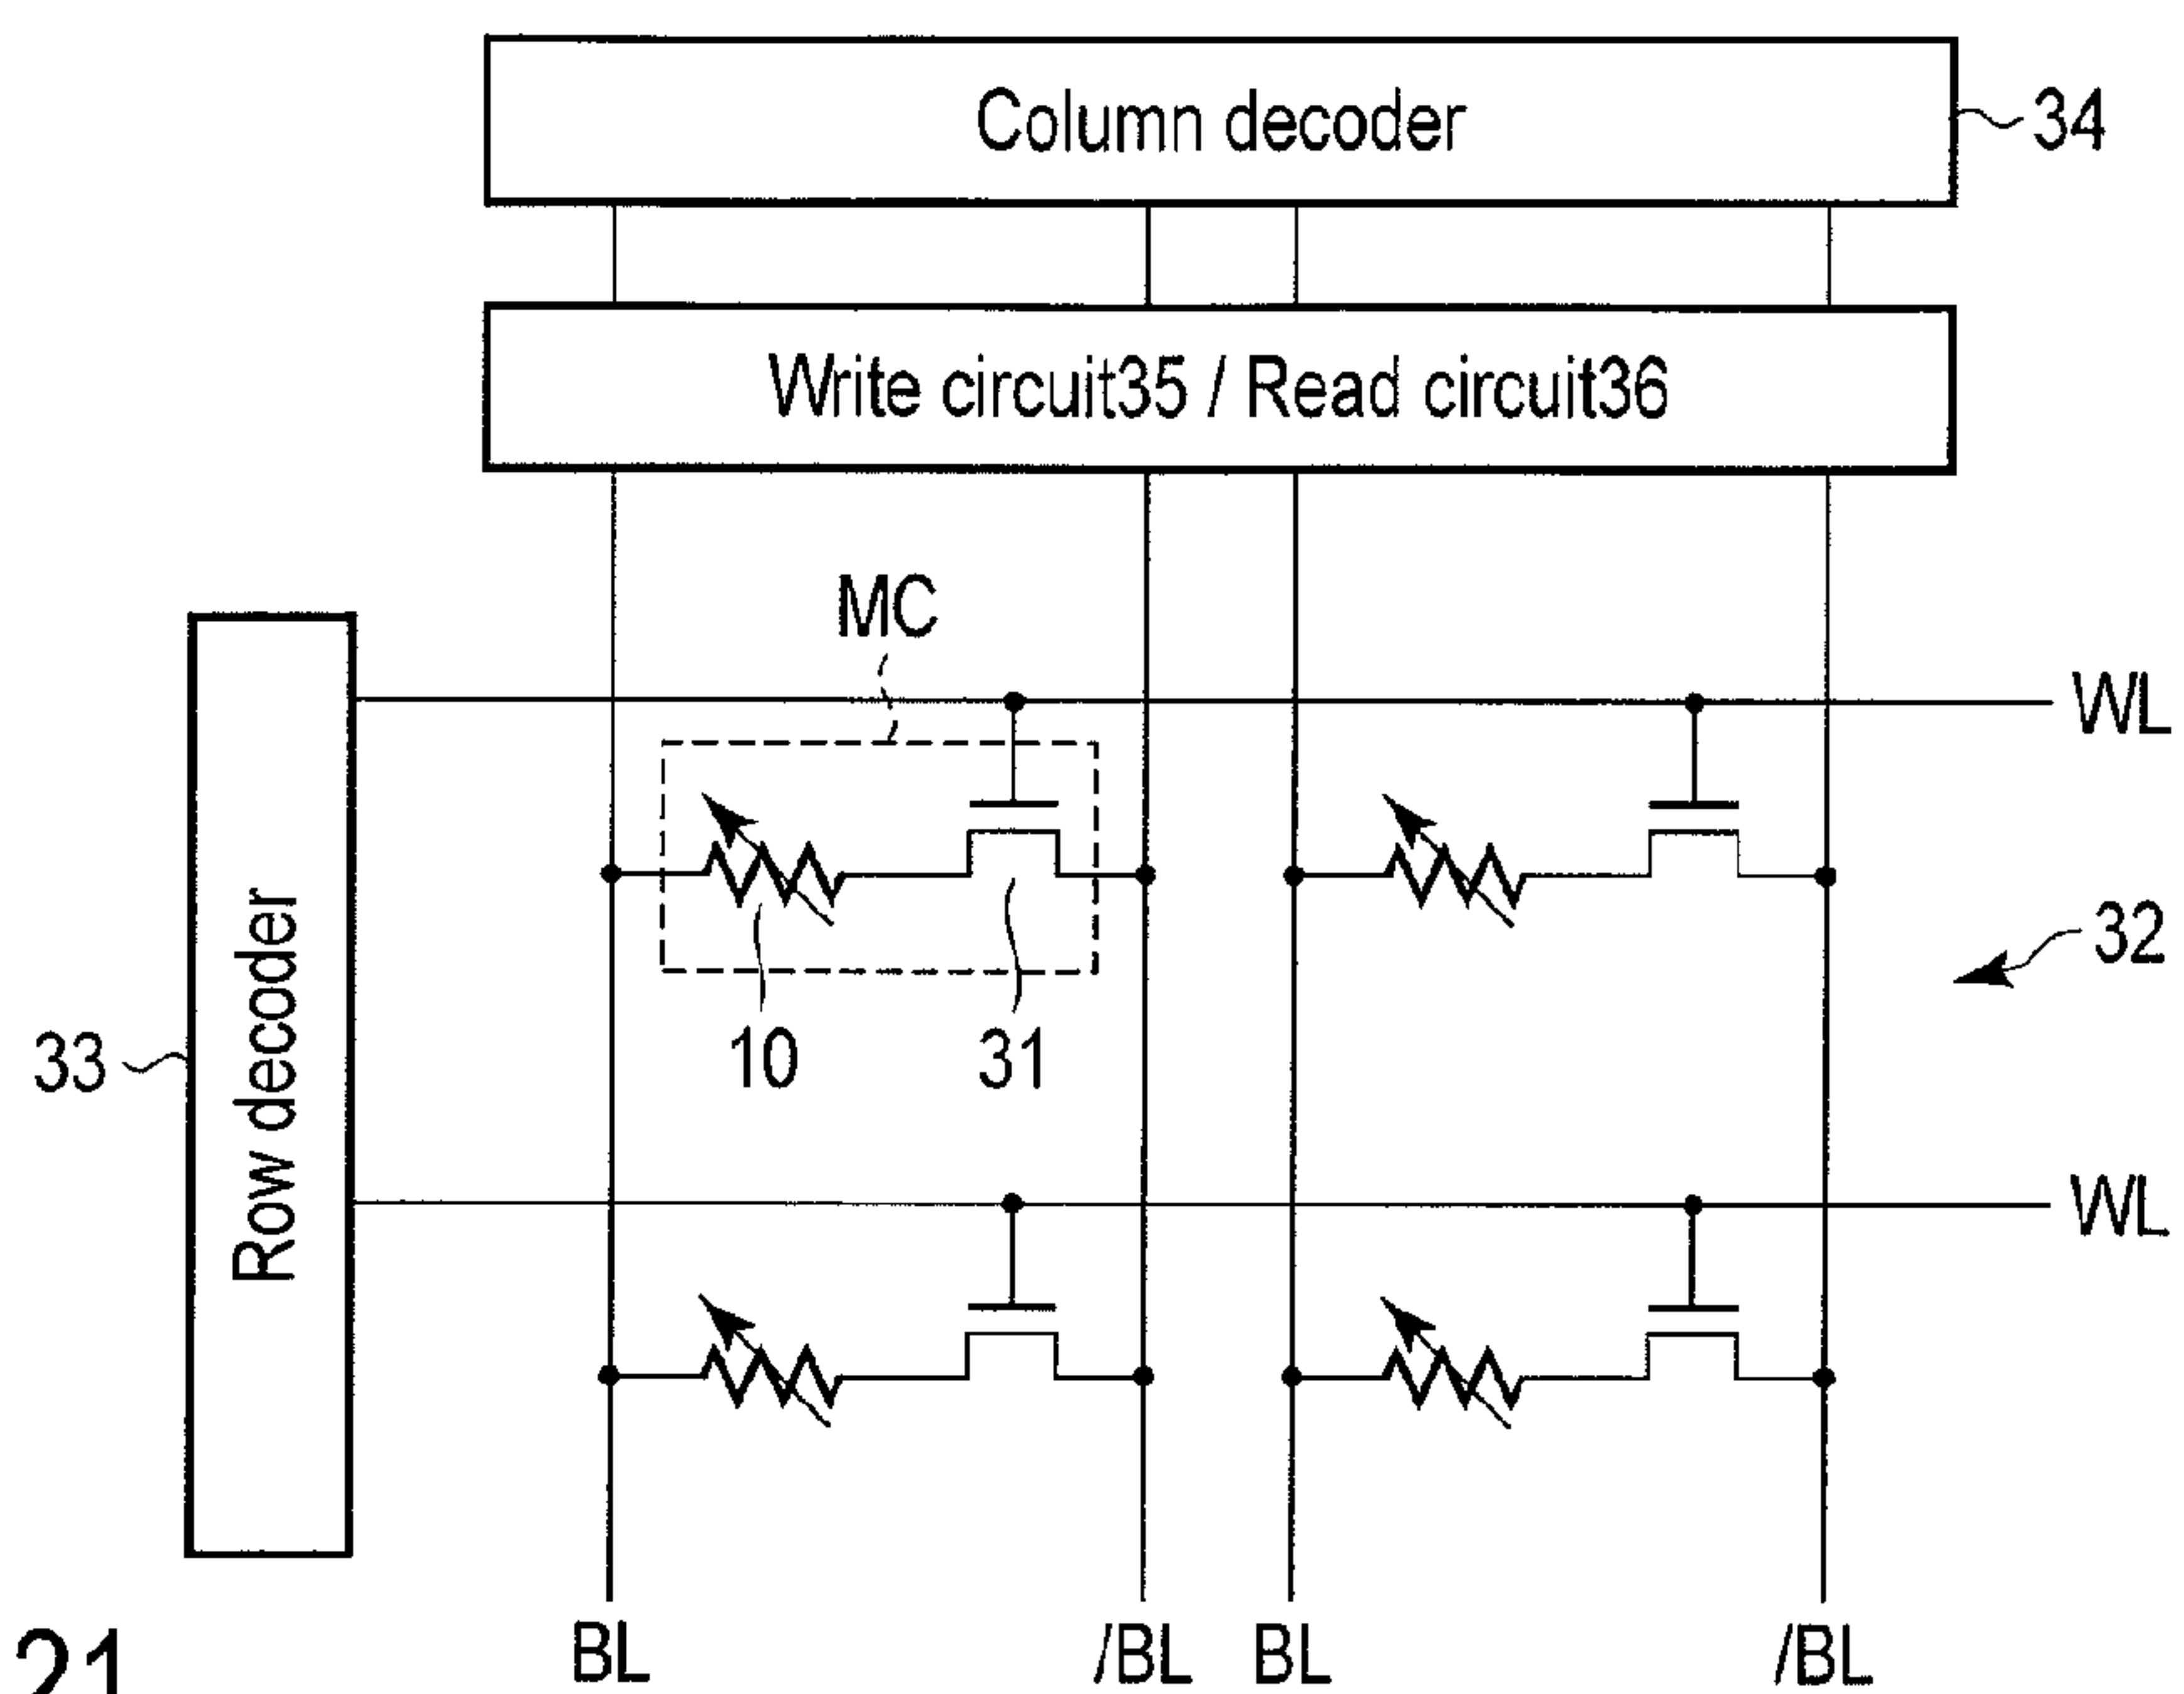 Column decoder
34
Write circuit35 / Read circuit36
MC
WL
32
Row decoder
33
10
31
WL
BL
/BL
BL
/BL
21